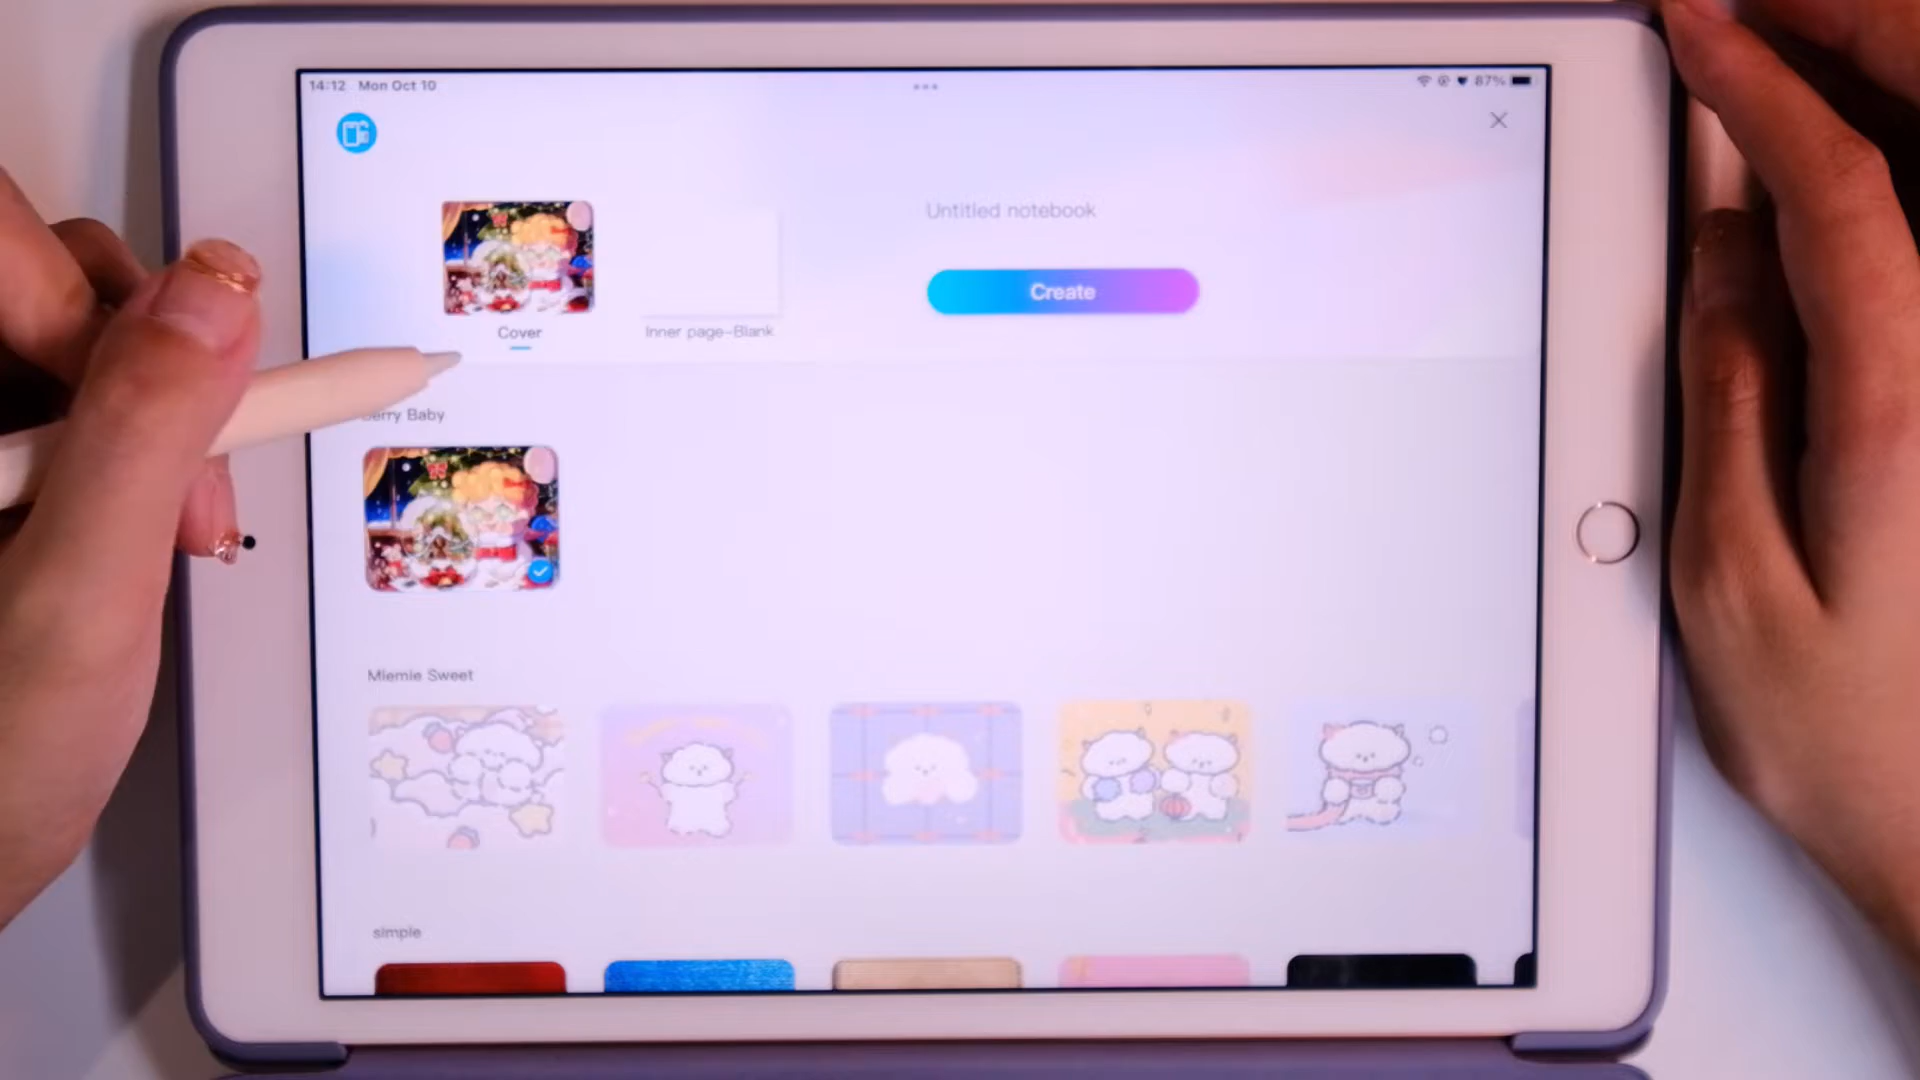 14:12 Mon Oct 10
87%
Untitled notebook
Create
Cover
Inner page-Blank
Baby
Miemie Sweet
simple